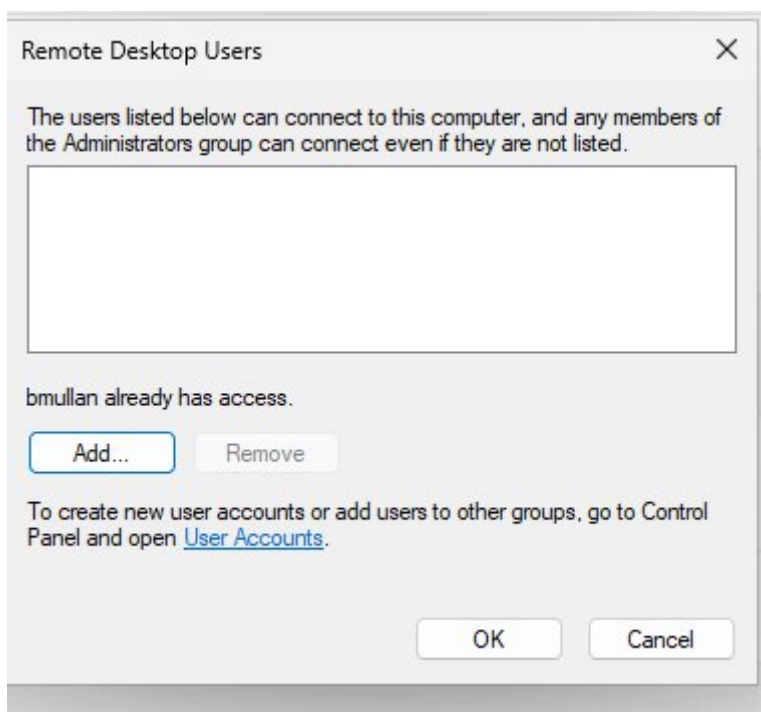 Remote Desktop Users
The users listed below can connect to this computer, and any members of
the Administrators group can connect even if they are not listed.
bmullan already has access.
Add...
Remove
To create new user accounts or add users to other groups, go to Control
Panel and open User Accounts.
OK
Cancel